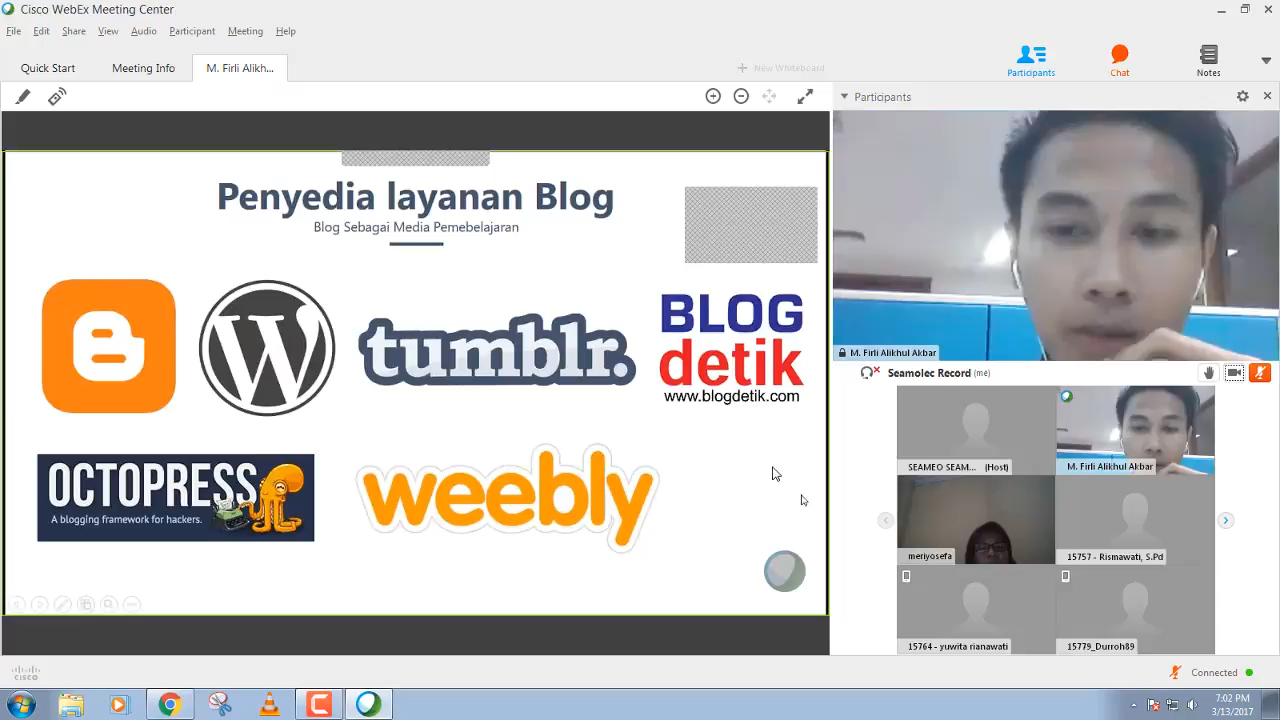 Cisco WebEx Meeting Center
File Edit Share View Audio Participant Meeting Help
Quick Start
Meeting Info
M. Firli Alikh...
New Whiteboard
Participants
Chat
Notes
Participants
Penyedia layanan Blog
Blog Sebagai Media Pemebelajaran
B
W
tumblr.
BLOG
detik
www.blogdetik.com
OCTOPRESS
A blogging framework for hackers.
weebly
M. Firli Alikhul Akbar
Seamolec Record (me)
SEAMEO SEAM... (Host)
M. Firli Alikhul Akbar
meriyosefa
15757 - Rismawati, S.Pd
15764 - yuwita rianawati
15779_Durroh89
cisco
Connected
7:02 PM
3/13/2017